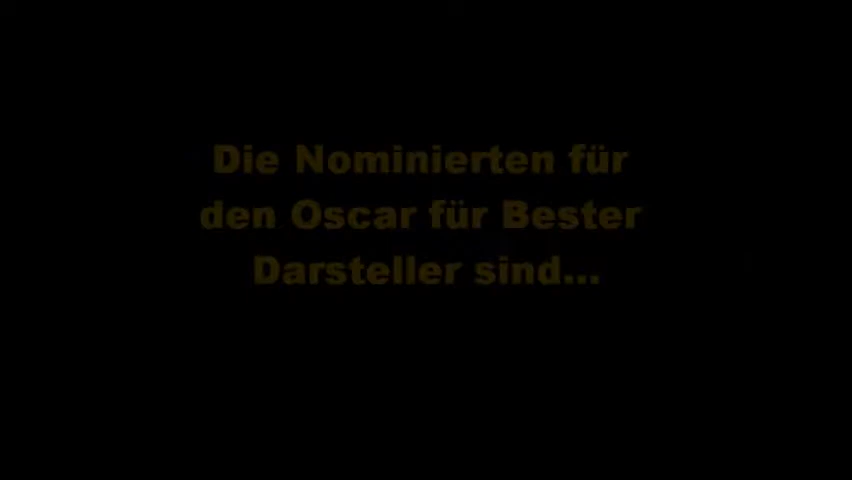 Die Nominierten für
den Oscar für Bester
Darsteller sind...